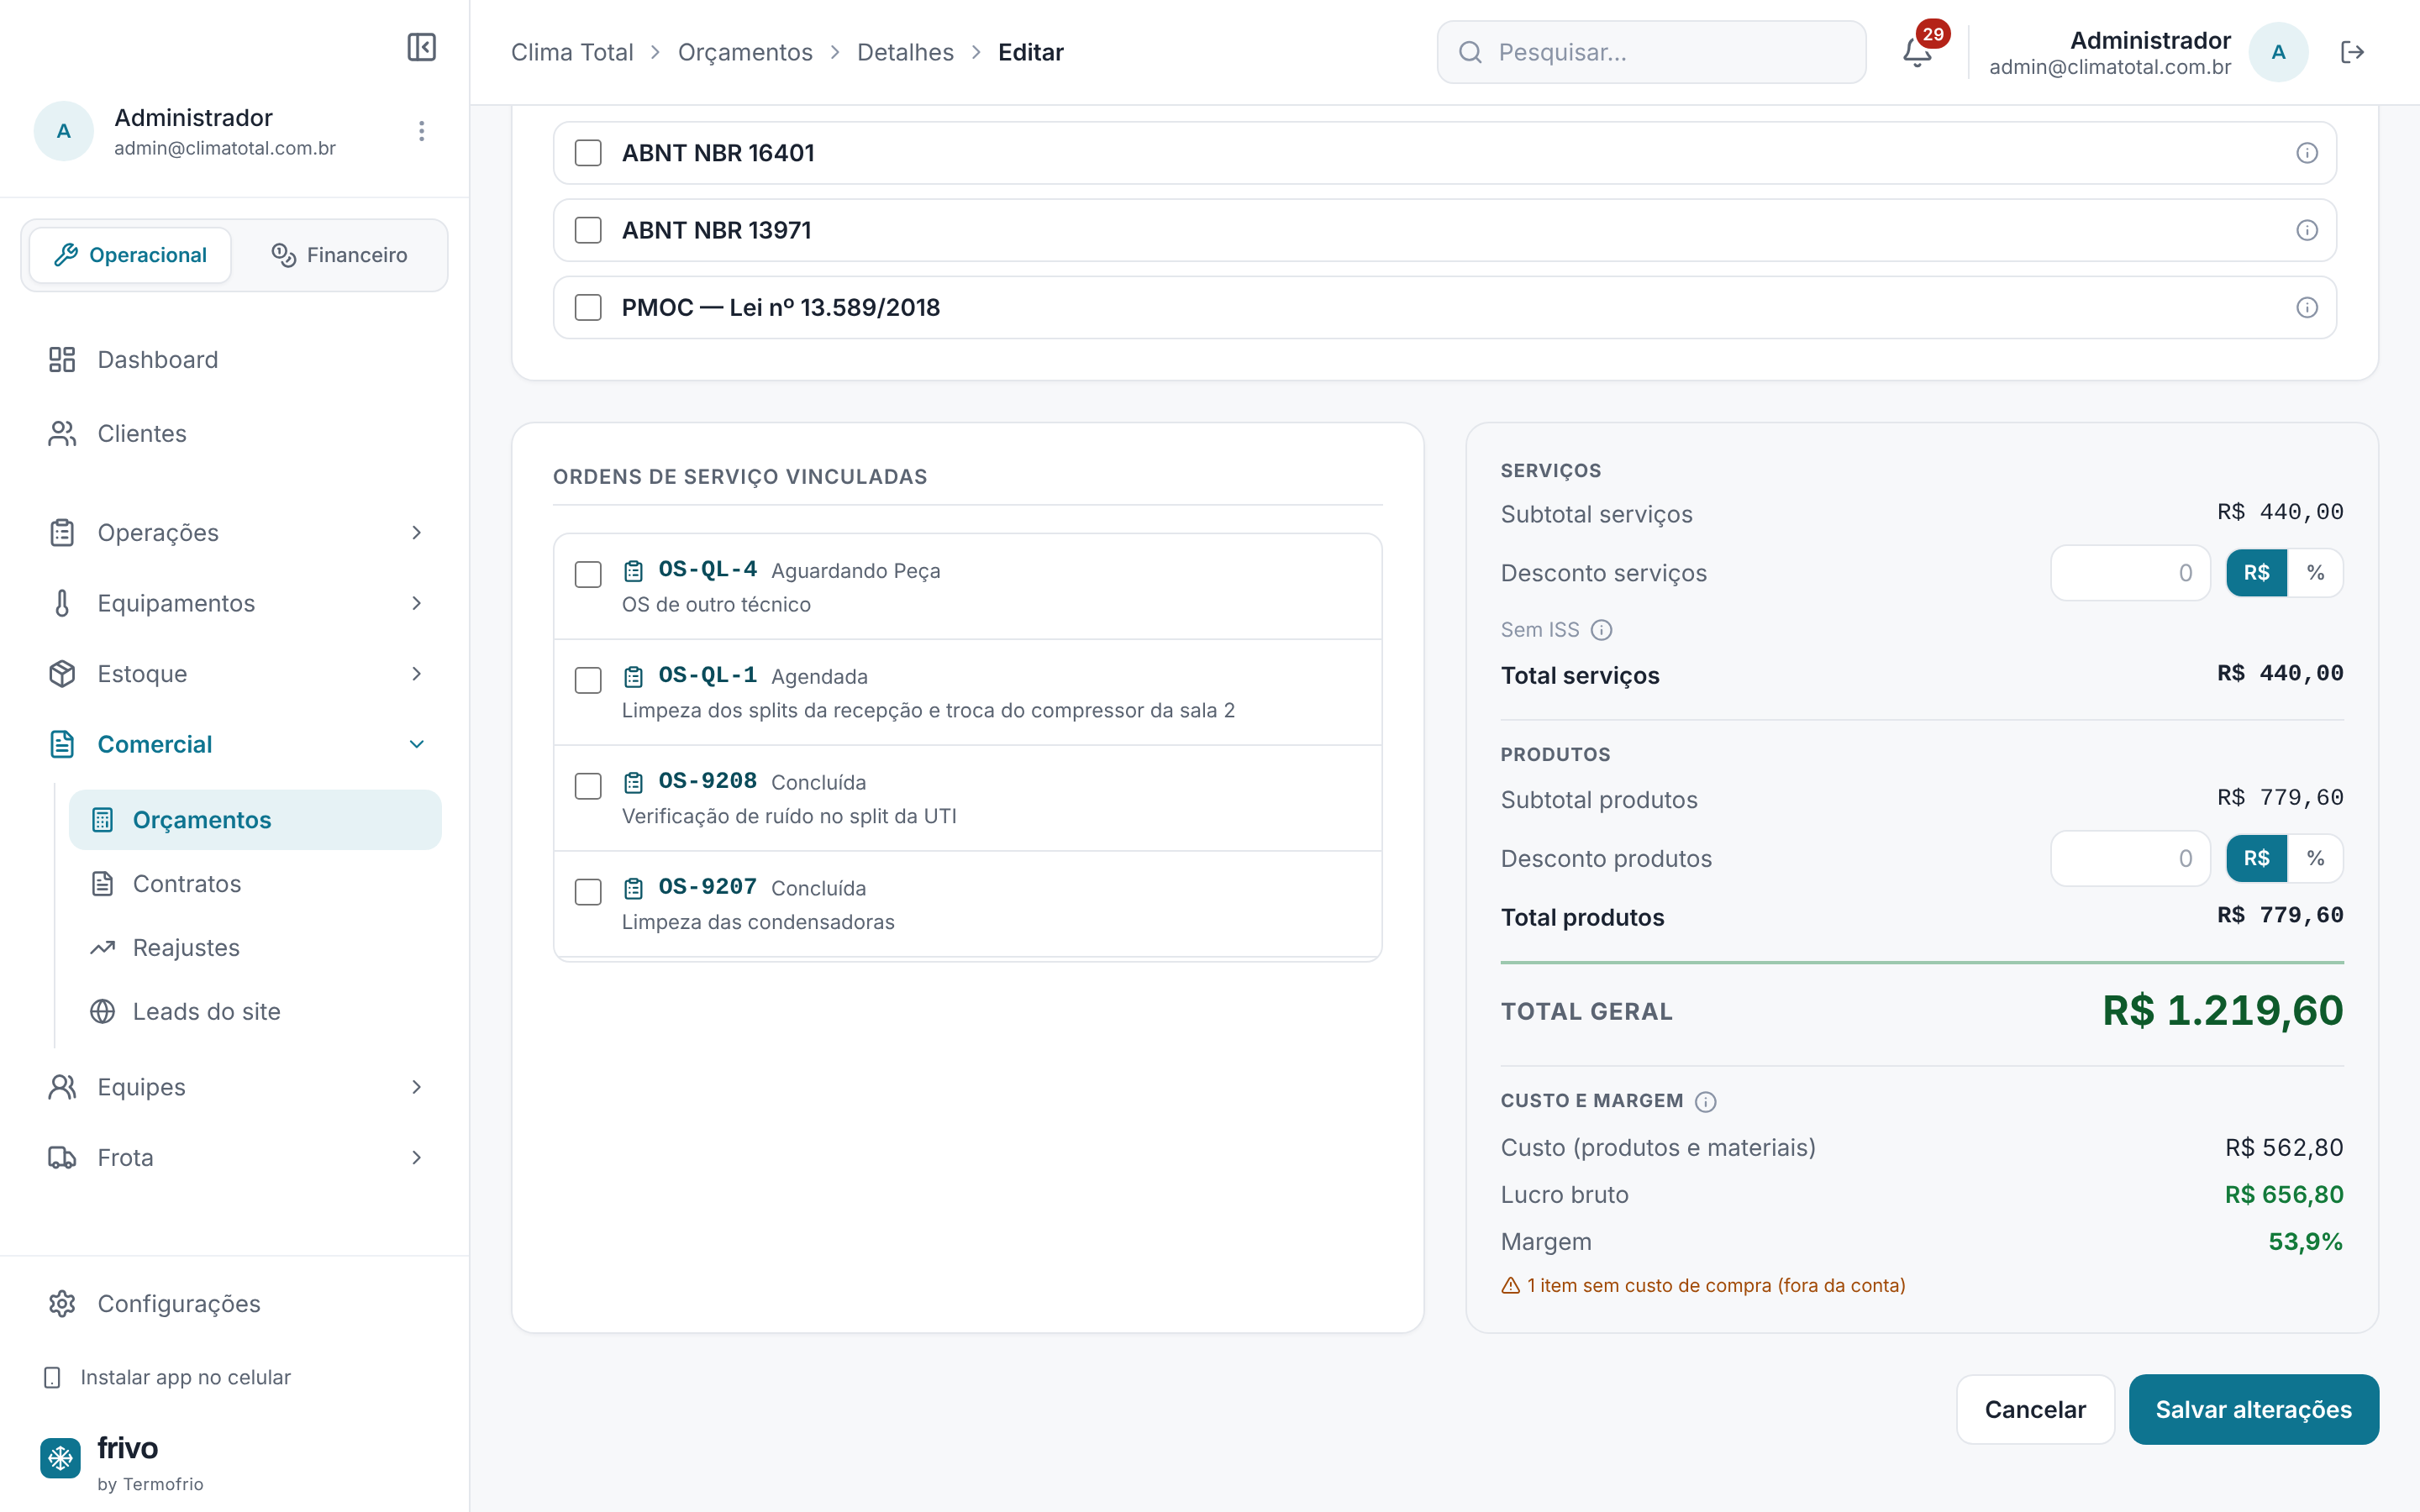 Administrador
admin@climatotal.com.br
A
Operacional
Financeiro
Dashboard
Clientes
Operações
Equipamentos
Estoque
Comercial
Orçamentos
Contratos
Reajustes
Leads do site
Equipes
Frota
Configurações
Instalar app no celular
frivo
by Termofrio
Clima Total > Orçamentos > Detalhes > Editar
Pesquisar...
29
Administrador
admin@climatotal.com.br
A
ABNT NBR 16401
ABNT NBR 13971
PMOC — Lei nº 13.589/2018
ORDENS DE SERVIÇO VINCULADAS
OS-QL-4 Aguardando Peça
OS de outro técnico
OS-QL-1 Agendada
Limpeza dos splits da recepção e troca do compressor da sala 2
OS-9208 Concluída
Verificação de ruído no split da UTI
OS-9207 Concluída
Limpeza das condensadoras
SERVIÇOS
Subtotal serviços R$ 440,00
Desconto serviços 0 R$ %
Sem ISS
Total serviços R$ 440,00
PRODUTOS
Subtotal produtos R$ 779,60
Desconto produtos 0 R$ %
Total produtos R$ 779,60
TOTAL GERAL R$ 1.219,60
CUSTO E MARGEM
Custo (produtos e materiais) R$ 562,80
Lucro bruto R$ 656,80
Margem 53,9%
1 item sem custo de compra (fora da conta)
Cancelar
Salvar alterações